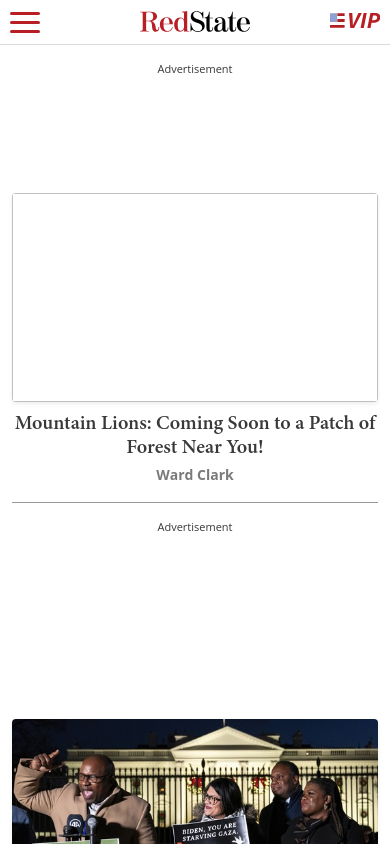 RedState
VIP
Advertisement
Mountain Lions: Coming Soon to a Patch of
Forest Near You!
Ward Clark
Advertisement
BIDEN, YOU ARE
STARVING GAZA.